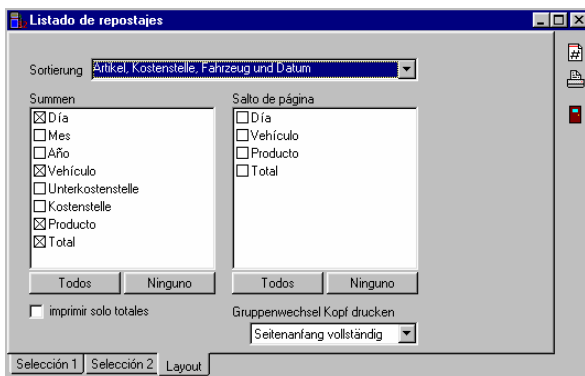 Listado de repostajes
Sortierung Artikel, Kostenstelle, Fahrzeug und Datum
Summen
Día
Mes
Año
Vehículo
Unterkostenstelle
Kostenstelle
Producto
Total
Todos Ninguno
imprimir solo totales
Salto de página
Día
Vehículo
Producto
Total
Todos Ninguno
Gruppenwechsel Kopf drucken
Seitenanfang vollständig
Selección 1 Selección 2 Layout